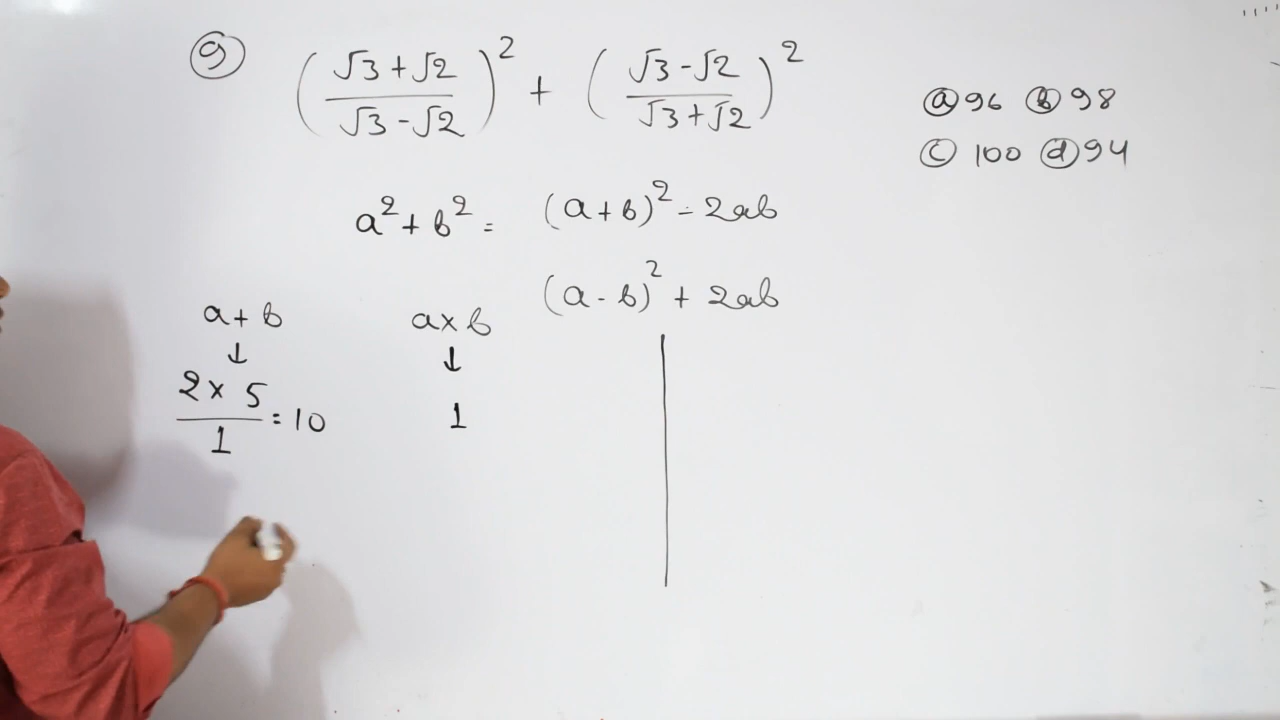 9 (√3+√2 / √3-√2)² + (√3-√2 / √3+√2)²
ⓐ 96 ⓑ 98
ⓒ 100 ⓓ 94
a² + b² = (a+b)² - 2ab
(a-b)² + 2ab
a+b a×b
↓ ↓
2×5 / 1 = 10 1